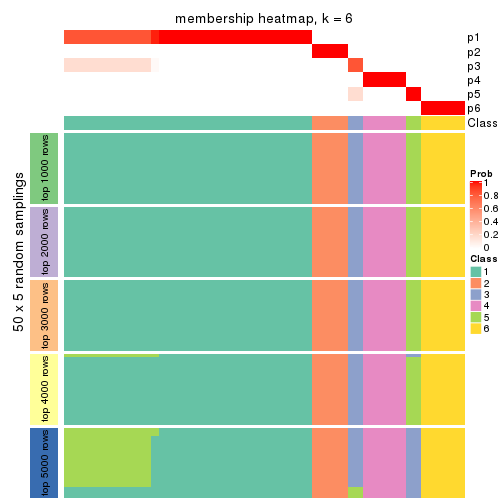 membership heatmap, k = 6
p1
p2
p3
p4
p5
p6
Class
50 x 5 random samplings
top 1000 rows
top 2000 rows
top 3000 rows
top 4000 rows
top 5000 rows
Prob
1
0.8
0.6
0.4
0.2
0
Class
1
2
3
4
5
6